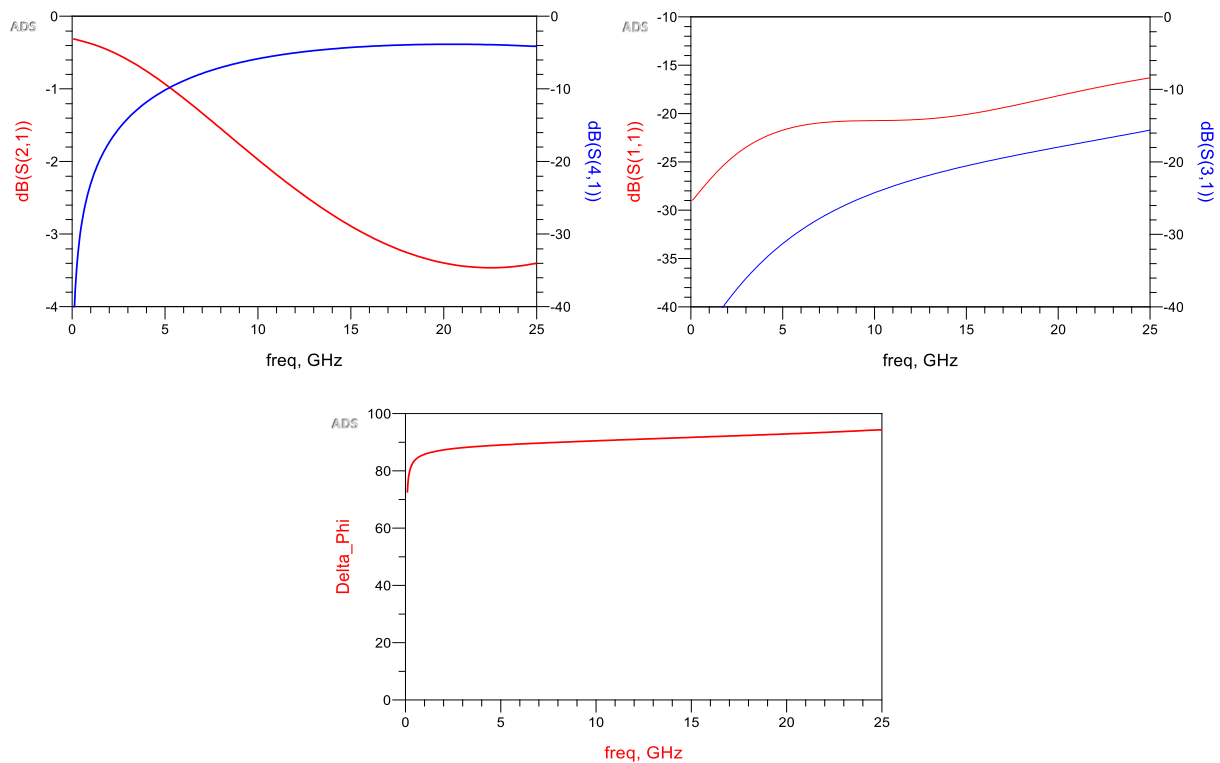 ADS
0
-1
-2
-3
-4
dB(S(2,1))
0
-10
-20
-30
-40
dB(S(4,1))
0 5 10 15 20 25
freq, GHz
ADS
-10
-15
-20
-25
-30
-35
-40
dB(S(1,1))
0
-10
-20
-30
-40
dB(S(3,1))
0 5 10 15 20 25
freq, GHz
ADS
100
80
60
40
20
0
Delta_Phi
0 5 10 15 20 25
freq, GHz